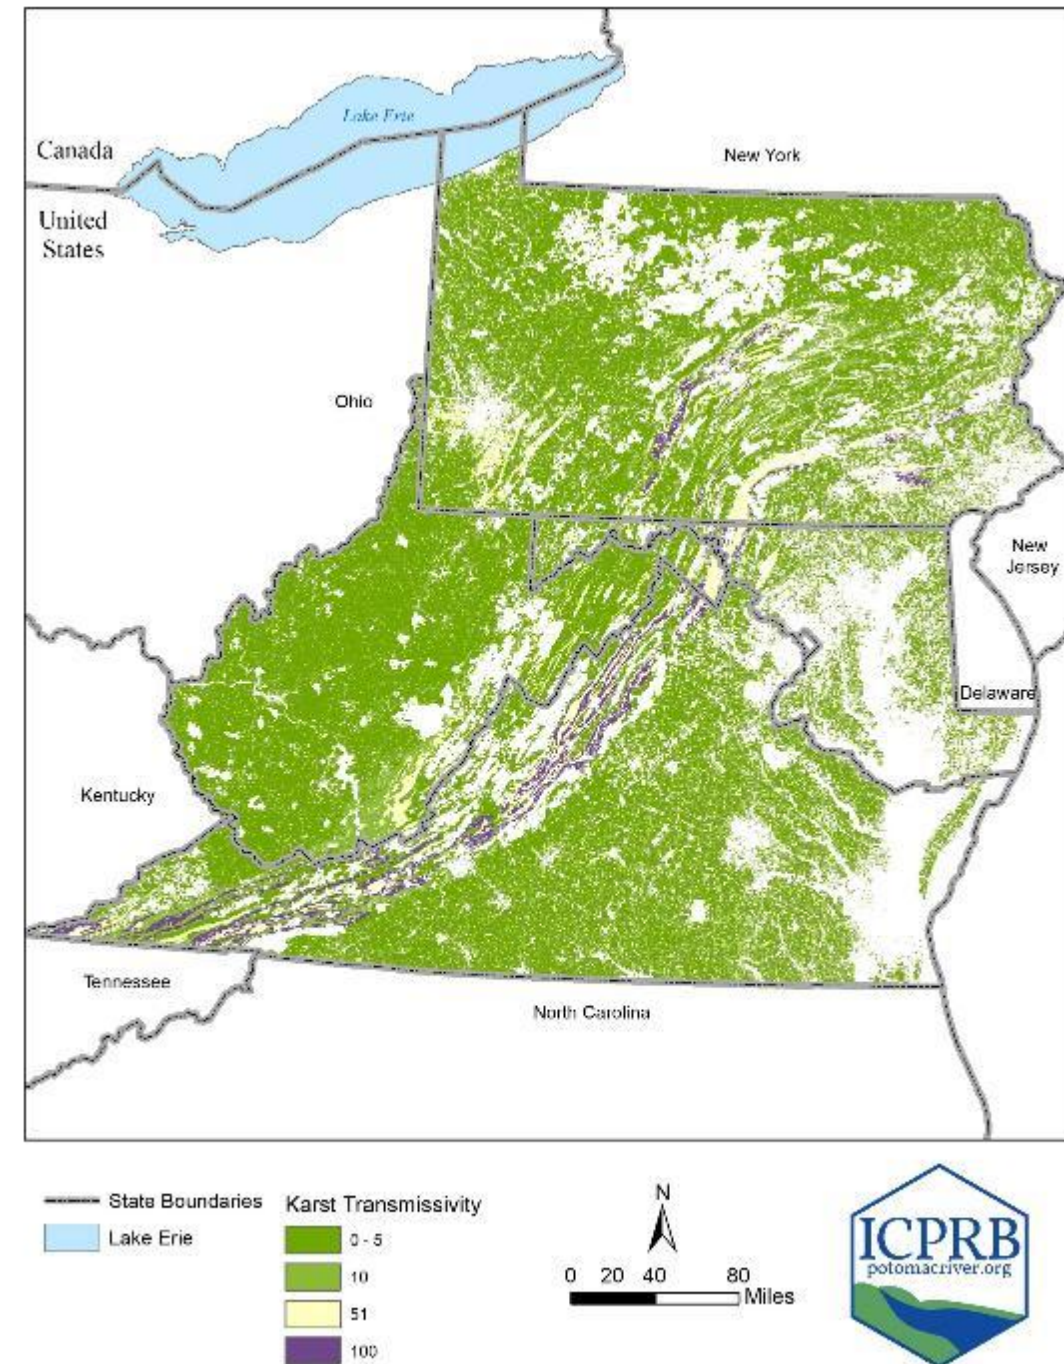 Lake Erie
Canada
New York
United
States
Ohio
New
Jersey
Delaware
Kentucky
Tennessee
North Carolina
State Boundaries
Lake Erie
Karst Transmissivity
0 - 5
10
51
100
N
0 20 40 80
Miles
ICPRB
potomacriver.org